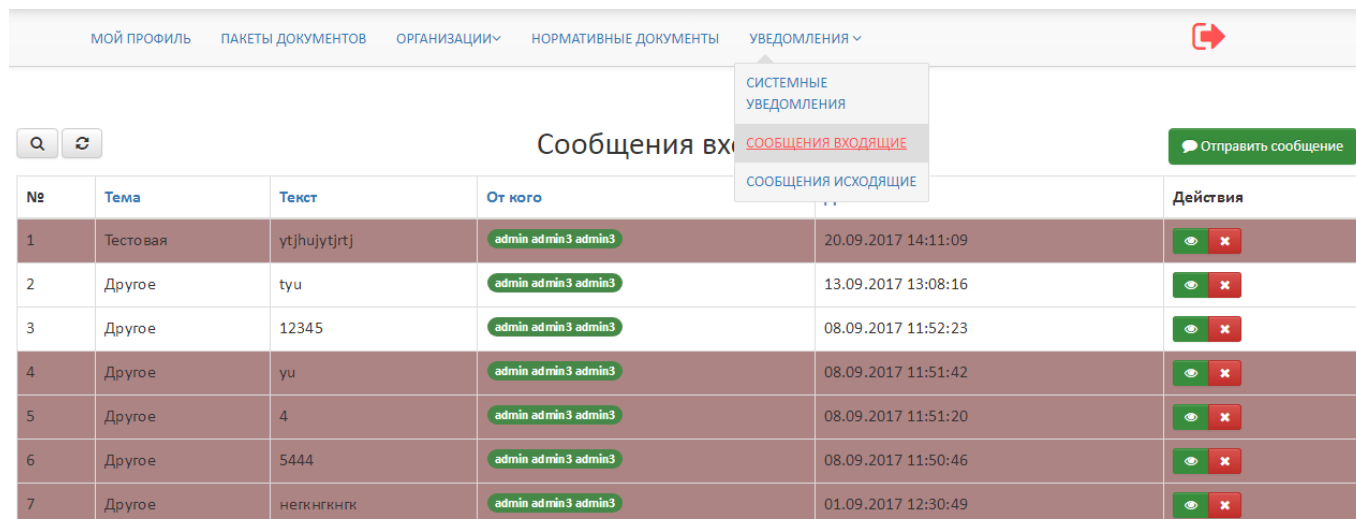 МОЙ ПРОФИЛЬ ПАКЕТЫ ДОКУМЕНТОВ ОРГАНИЗАЦИИ НОРМАТИВНЫЕ ДОКУМЕНТЫ УВЕДОМЛЕНИЯ
СИСТЕМНЫЕ
УВЕДОМЛЕНИЯ
СООБЩЕНИЯ ВХОДЯЩИЕ
СООБЩЕНИЯ ИСХОДЯЩИЕ
Сообщения Отправить сообщение
№ Тема Текст От кого Действия
1 Тестовая ytjhujytjrtj admin admin3 admin3 20.09.2017 14:11:09
2 Другое tyu admin admin3 admin3 13.09.2017 13:08:16
3 Другое 12345 admin admin3 admin3 08.09.2017 11:52:23
4 Другое yu admin admin3 admin3 08.09.2017 11:51:42
5 Другое 4 admin admin3 admin3 08.09.2017 11:51:20
6 Другое 5444 admin admin3 admin3 08.09.2017 11:50:46
7 Другое негкнгкнгк admin admin3 admin3 01.09.2017 12:30:49